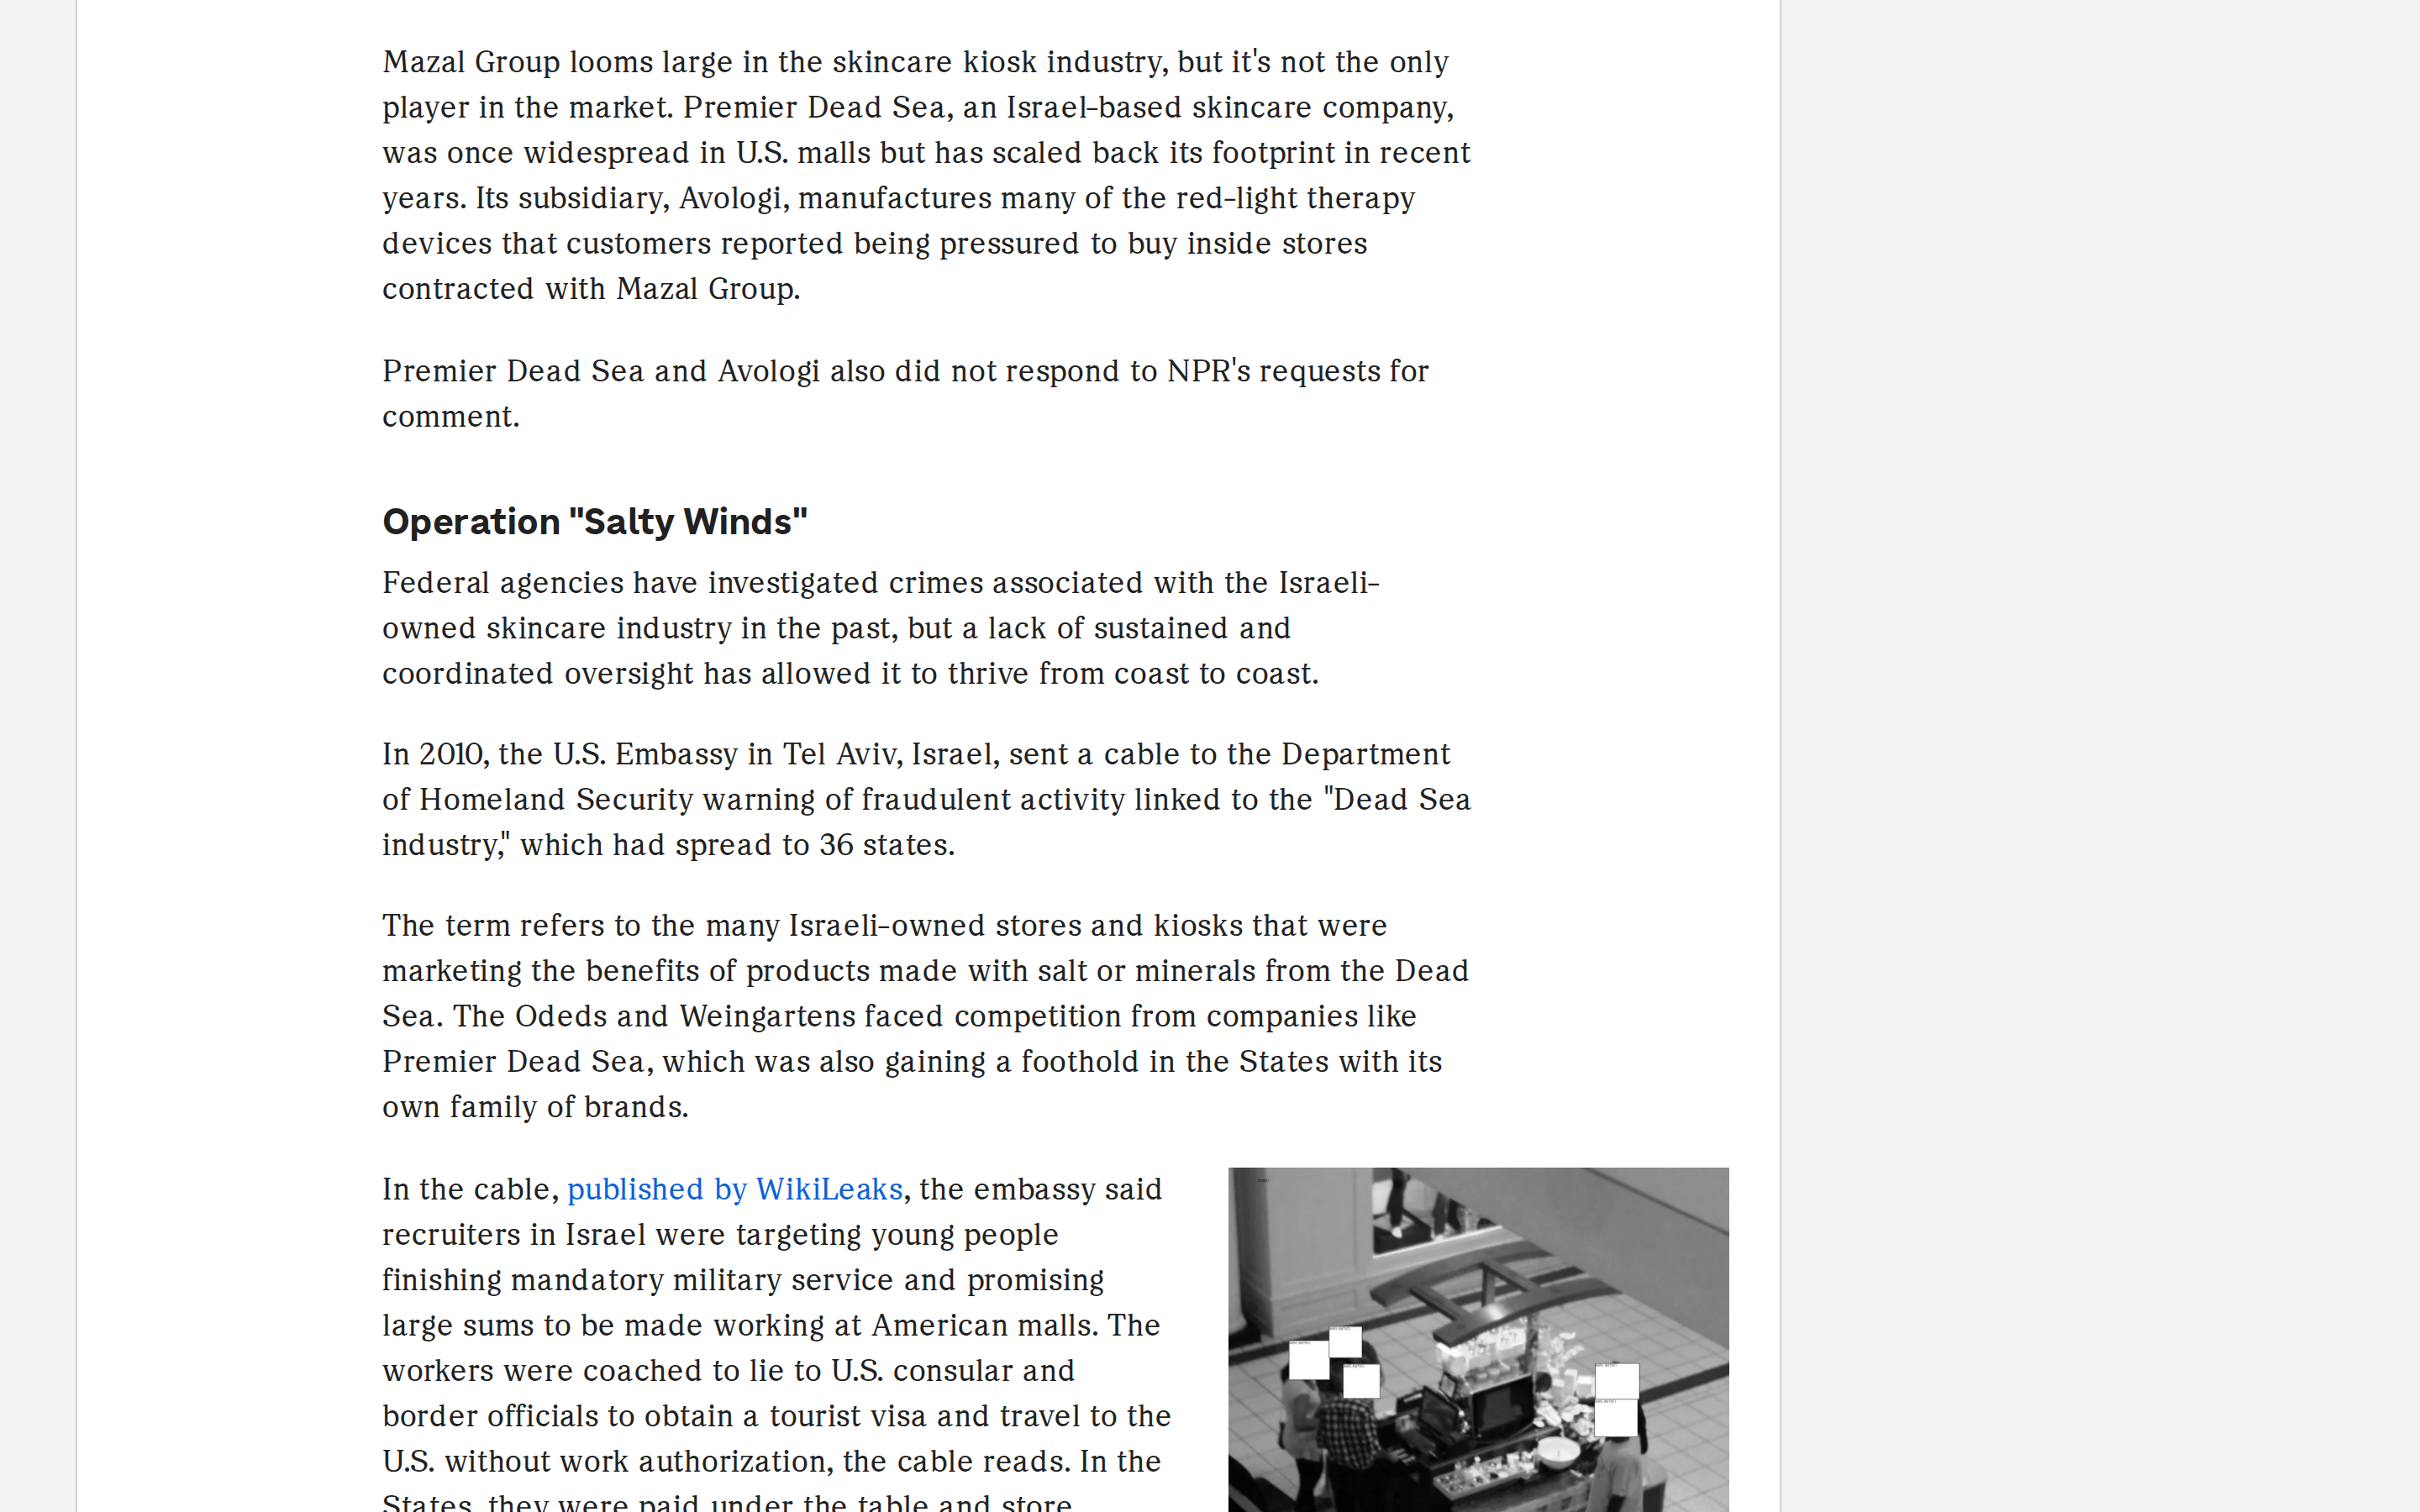 Mazal Group looms large in the skincare kiosk industry, but it's not the only
player in the market. Premier Dead Sea, an Israel-based skincare company,
was once widespread in U.S. malls but has scaled back its footprint in recent
years. Its subsidiary, Avologi, manufactures many of the red-light therapy
devices that customers reported being pressured to buy inside stores
contracted with Mazal Group.
Premier Dead Sea and Avologi also did not respond to NPR's requests for
comment.
Operation "Salty Winds"
Federal agencies have investigated crimes associated with the Israeli-
owned skincare industry in the past, but a lack of sustained and
coordinated oversight has allowed it to thrive from coast to coast.
In 2010, the U.S. Embassy in Tel Aviv, Israel, sent a cable to the Department
of Homeland Security warning of fraudulent activity linked to the "Dead Sea
industry," which had spread to 36 states.
The term refers to the many Israeli-owned stores and kiosks that were
marketing the benefits of products made with salt or minerals from the Dead
Sea. The Odeds and Weingartens faced competition from companies like
Premier Dead Sea, which was also gaining a foothold in the States with its
own family of brands.
In the cable, published by WikiLeaks, the embassy said
recruiters in Israel were targeting young people
finishing mandatory military service and promising
large sums to be made working at American malls. The
workers were coached to lie to U.S. consular and
border officials to obtain a tourist visa and travel to the
U.S. without work authorization, the cable reads. In the
States, they were paid under the table and store